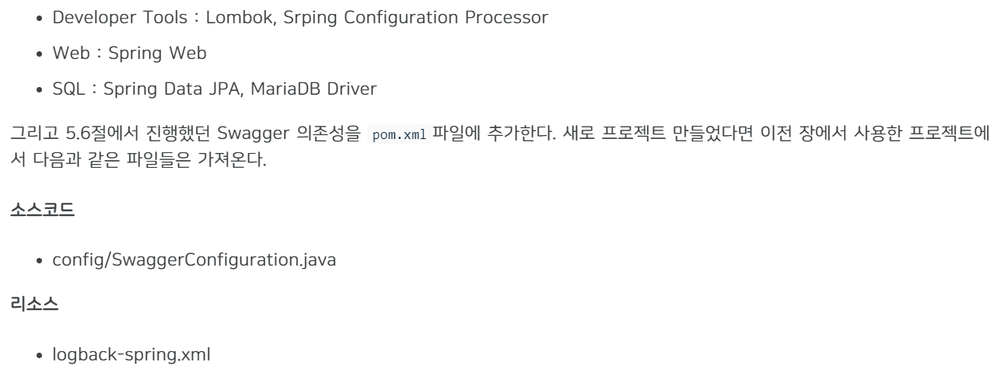 • Developer Tools : Lombok, Srping Configuration Processor
• Web : Spring Web
• SQL : Spring Data JPA, MariaDB Driver
그리고 5.6절에서 진행했던 Swagger 의존성을 pom.xml 파일에 추가한다. 새로 프로젝트 만들었다면 이전 장에서 사용한 프로젝트에
서 다음과 같은 파일들은 가져온다.
소스코드
• config/SwaggerConfiguration.java
리소스
• logback-spring.xml